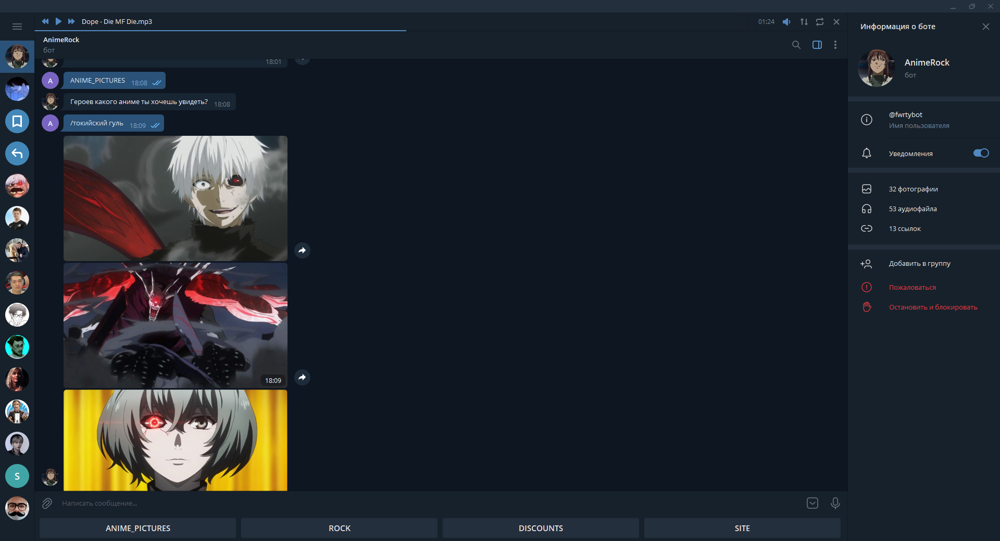 Dope - Die MF Die.mp3
01:24
AnimeRock
бот
18:01
A
ANIME_PICTURES 18:08
Героев какого аниме ты хочешь увидеть? 18:08
A
/токийский гуль 18:09
18:09
S
Написать сообщение...
ANIME_PICTURES
ROCK
DISCOUNTS
SITE
Информация о боте
AnimeRock
бот
@fwrtybot
Имя пользователя
Уведомления
32 фотографии
53 аудиофайла
13 ссылок
Добавить в группу
Пожаловаться
Остановить и блокировать